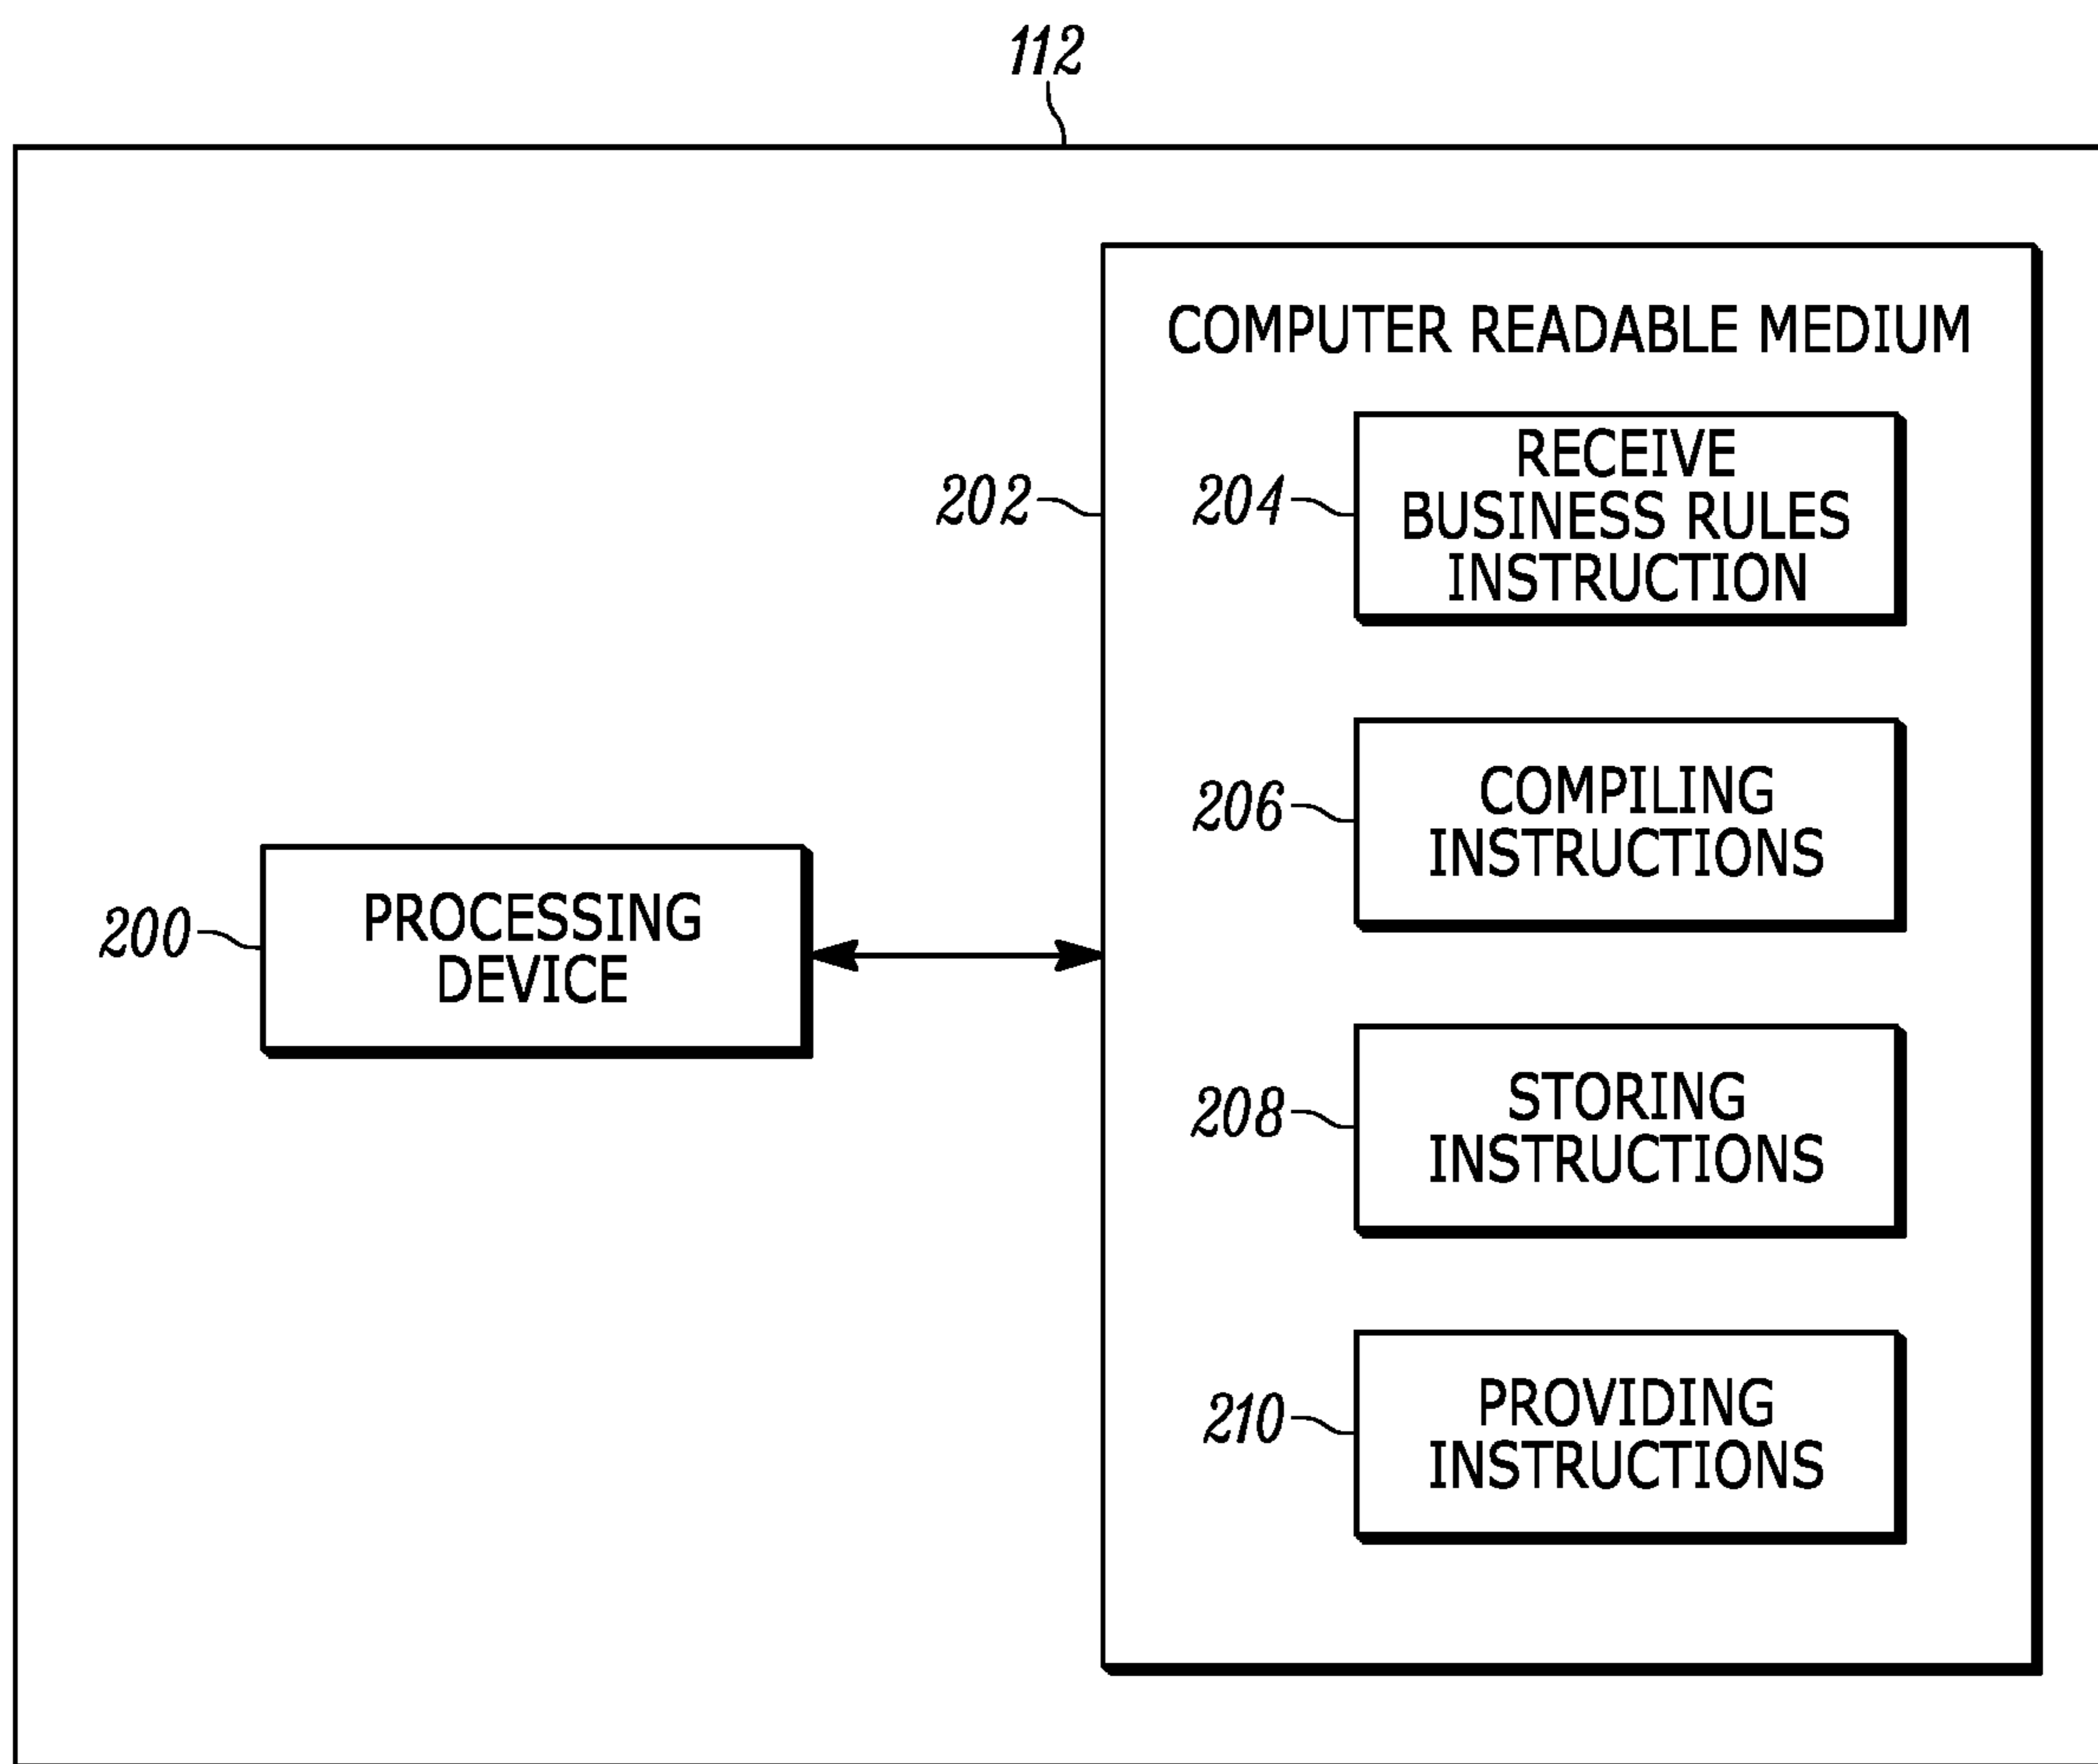 112
COMPUTER READABLE MEDIUM
202
204
RECEIVE
BUSINESS RULES
INSTRUCTION
206
COMPILING
INSTRUCTIONS
200
PROCESSING
DEVICE
208
STORING
INSTRUCTIONS
210
PROVIDING
INSTRUCTIONS